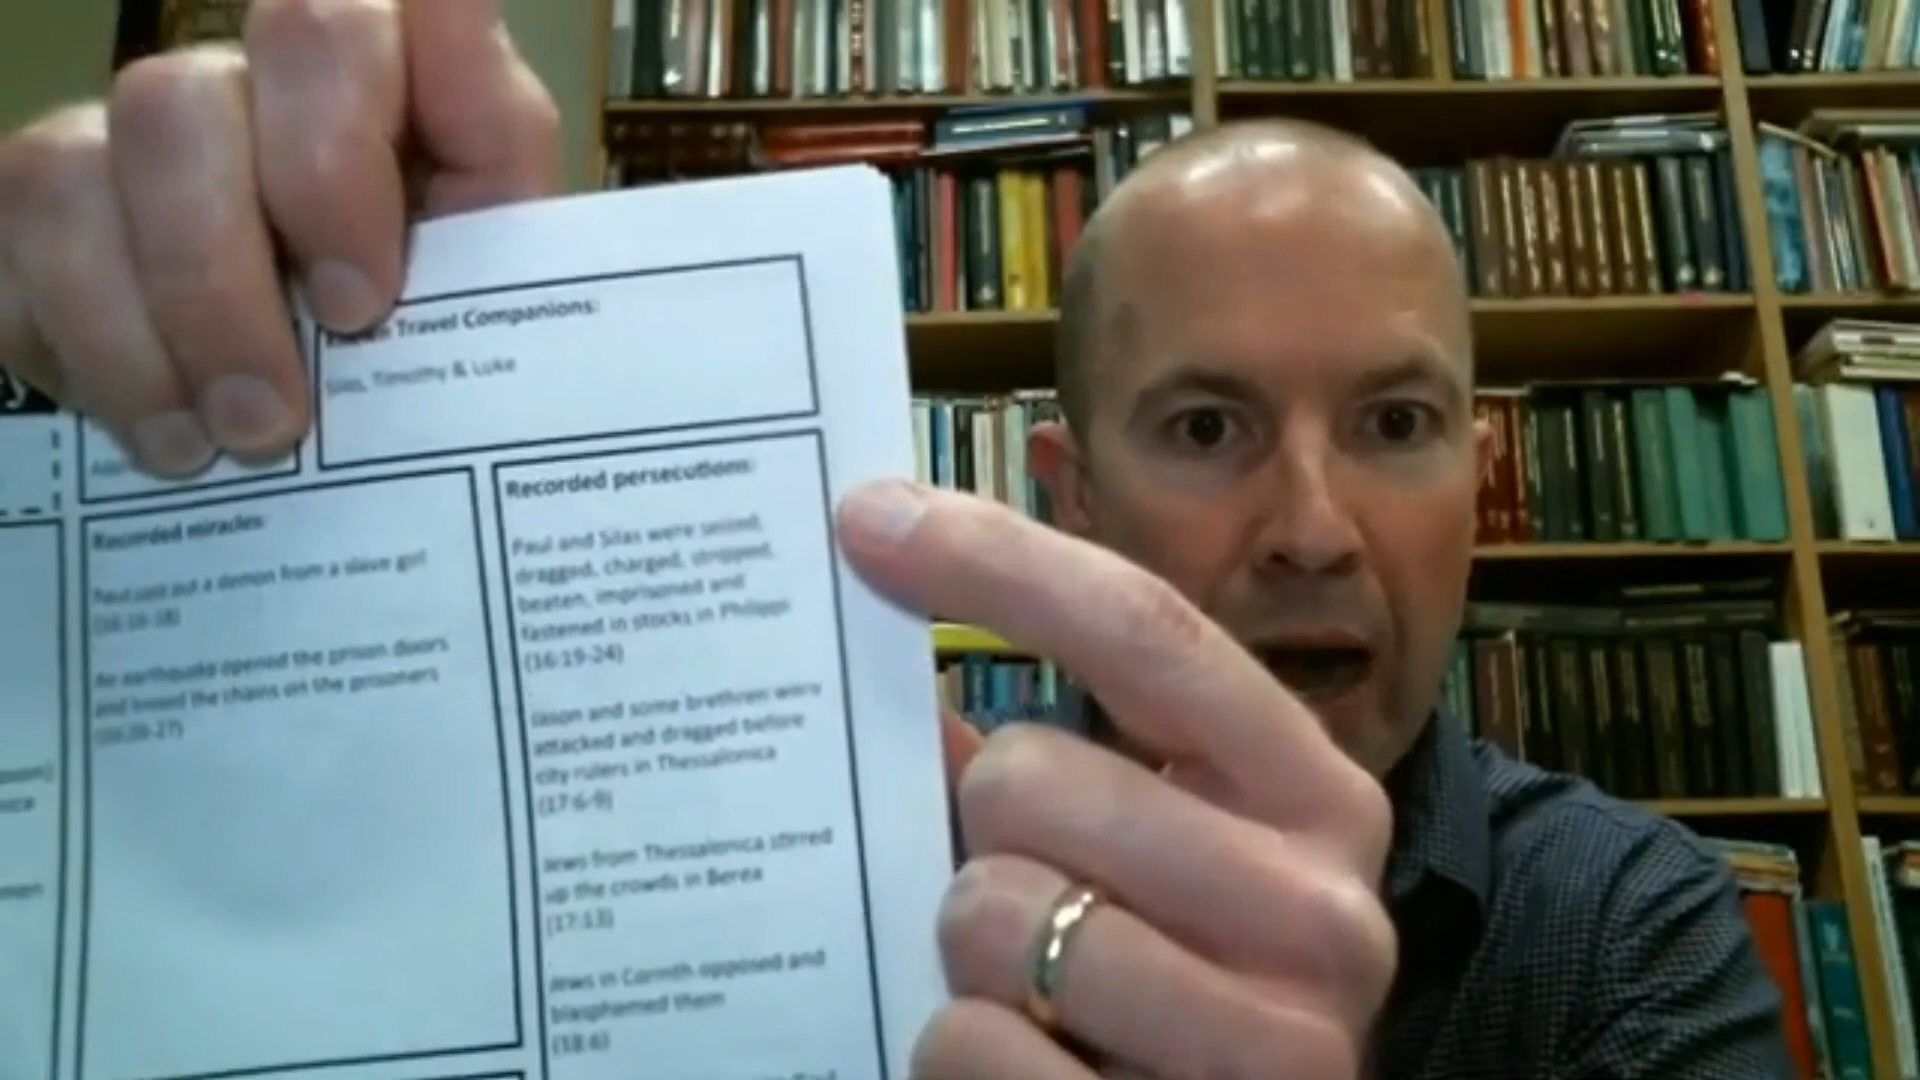 Travel Companions:
Silas, Timothy & Luke
Recorded miracles:
Paul cast out a demon from a slave girl
(16:16-18)
An earthquake opened the prison doors
and loosed the chains on the prisoners
Recorded persecutions:
Paul and Silas were seized,
dragged, charged, stripped,
beaten, imprisoned and
fastened in stocks in Philippi
(16:19-24)
Jason and some brethren were
attacked and dragged before
city rulers in Thessalonica
(17:6-9)
Jews from Thessalonica stirred
up the crowds in Berea
(17:13)
Jews in Corinth opposed and
blasphemed them
(18:6)